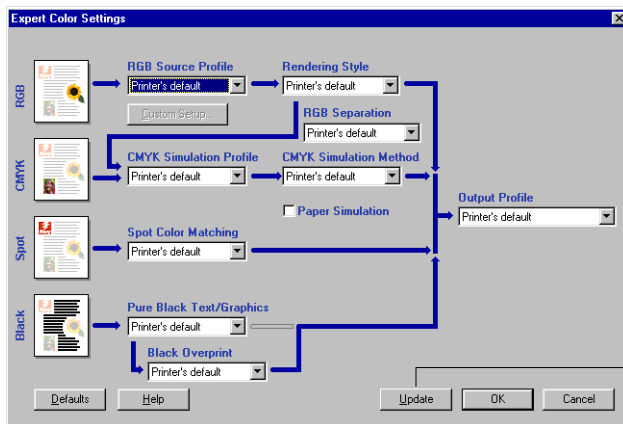 Expert Color Settings
RGB
RGB Source Profile
Rendering Style
Printer's default
Printer's default
Custom Setup...
RGB Separation
Printer's default
CMYK
CMYK Simulation Profile
CMYK Simulation Method
Printer's default
Printer's default
Output Profile
Printer's default
Paper Simulation
Spot
Spot Color Matching
Printer's default
Black
Pure Black Text/Graphics
Printer's default
Black Overprint
Printer's default
Defaults
Help
Update
OK
Cancel